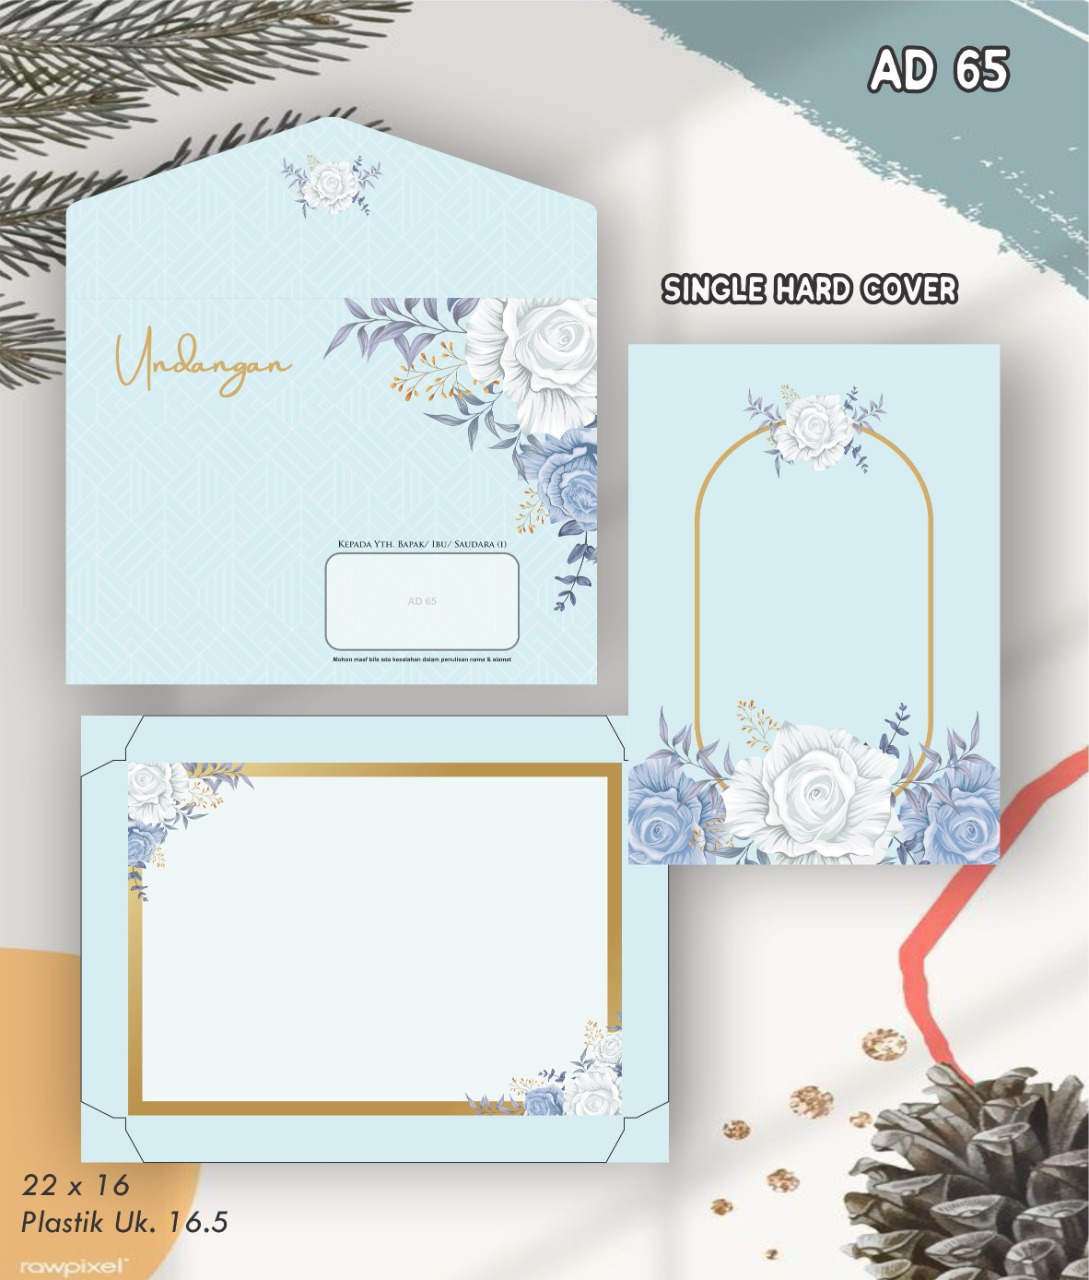 AD 65
SINGLE HARD COVER
Undangan
KEPADA YTH. BAPAK/ IBU/ SAUDARA (I)
AD 65
Mohon maaf bila ada kesalahan dalam penulisan nama & alamat
22 x 16
Plastik Uk. 16.5
rawpixel